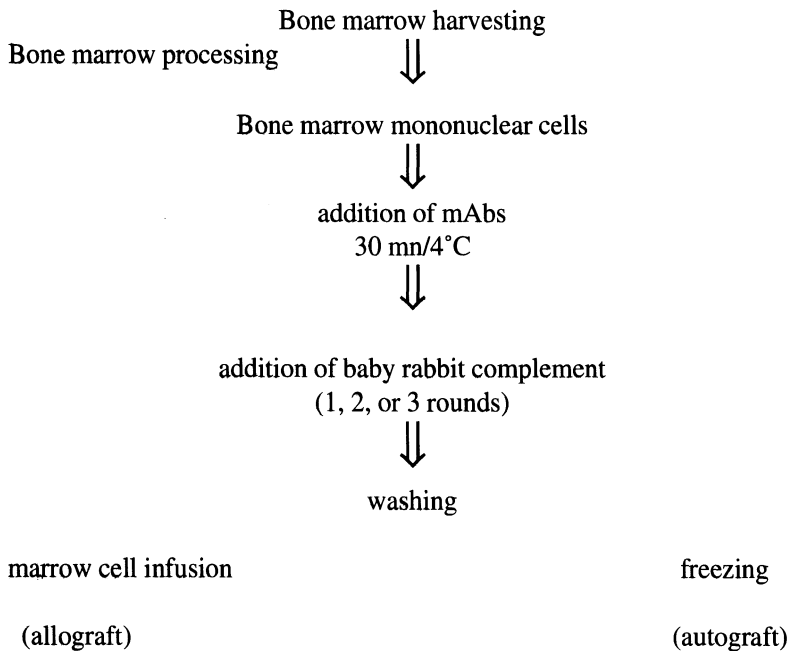 Bone marrow harvesting
Bone marrow processing
Bone marrow mononuclear cells
addition of mAbs
30 mn/4°C
addition of baby rabbit complement
(1, 2, or 3 rounds)
washing
marrow cell infusion freezing
(allograft) (autograft)